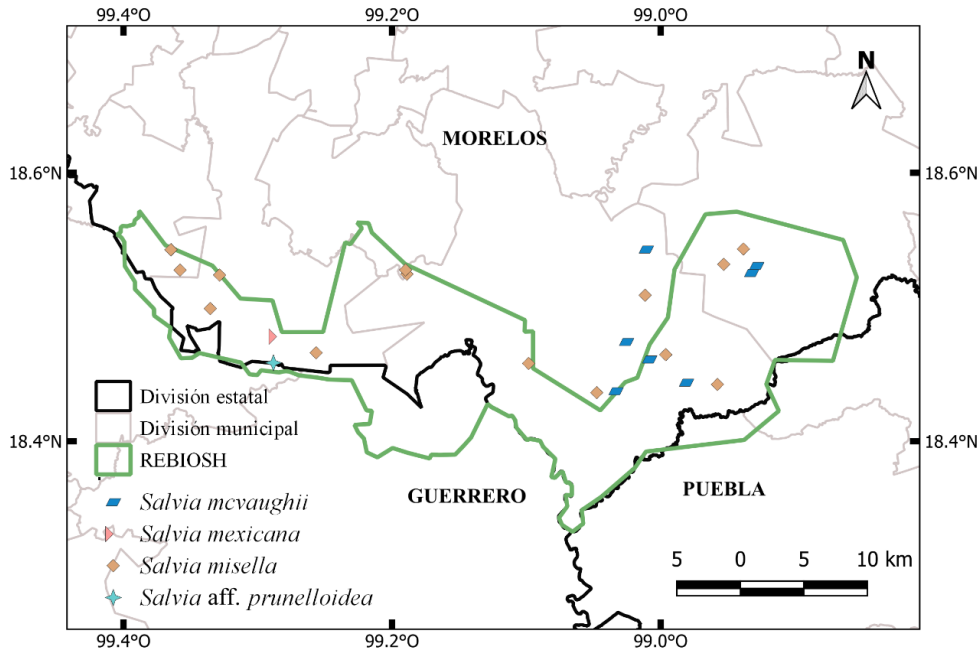 99.4°O 99.2°O 99.0°O
N
MORELOS
18.6°N 18.6°N
División estatal
División municipal
18.4°N 18.4°N
REBIOSH
GUERRERO PUEBLA
Salvia mcvaughii
Salvia mexicana
Salvia misella
5 0 5 10 km
Salvia aff. prunelloidea
99.4°O 99.2°O 99.0°O